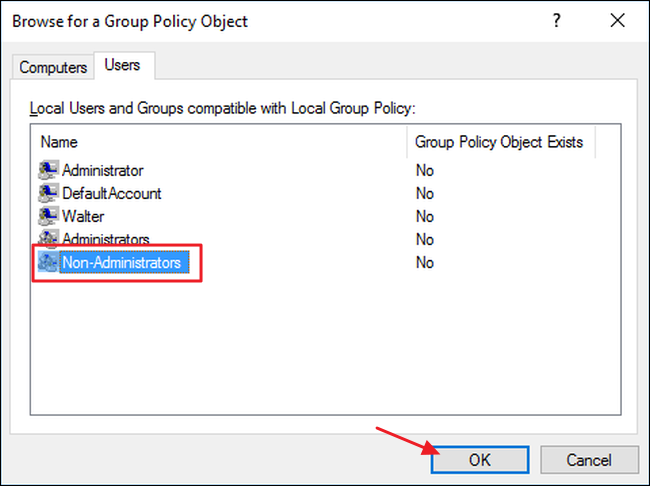 Browse for a Group Policy Object ?
Computers Users
Local Users and Groups compatible with Local Group Policy:
Name Group Policy Object Exists
Administrator No
DefaultAccount No
Walter No
Administrators No
Non-Administrators No
OK Cancel